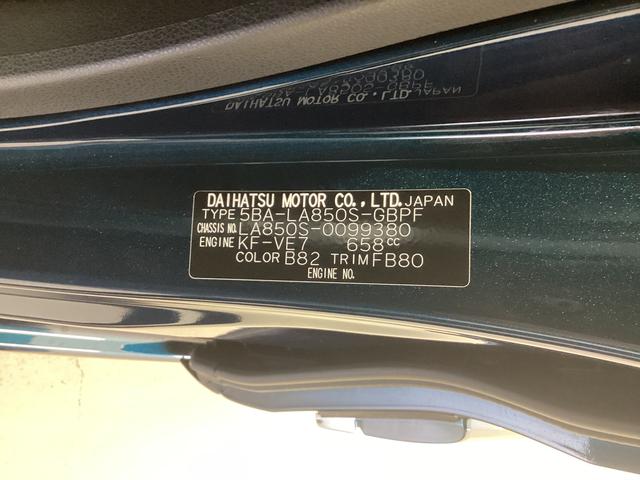 DAIHATSU MOTOR CO., LTD. JAPAN
TYPE 5BA-LA850S-GBPF
CHASSIS NO. LA850S-0099380
ENGINE KF-VE7 658cc
COLOR B82 TRIM FB80
ENGINE NO.